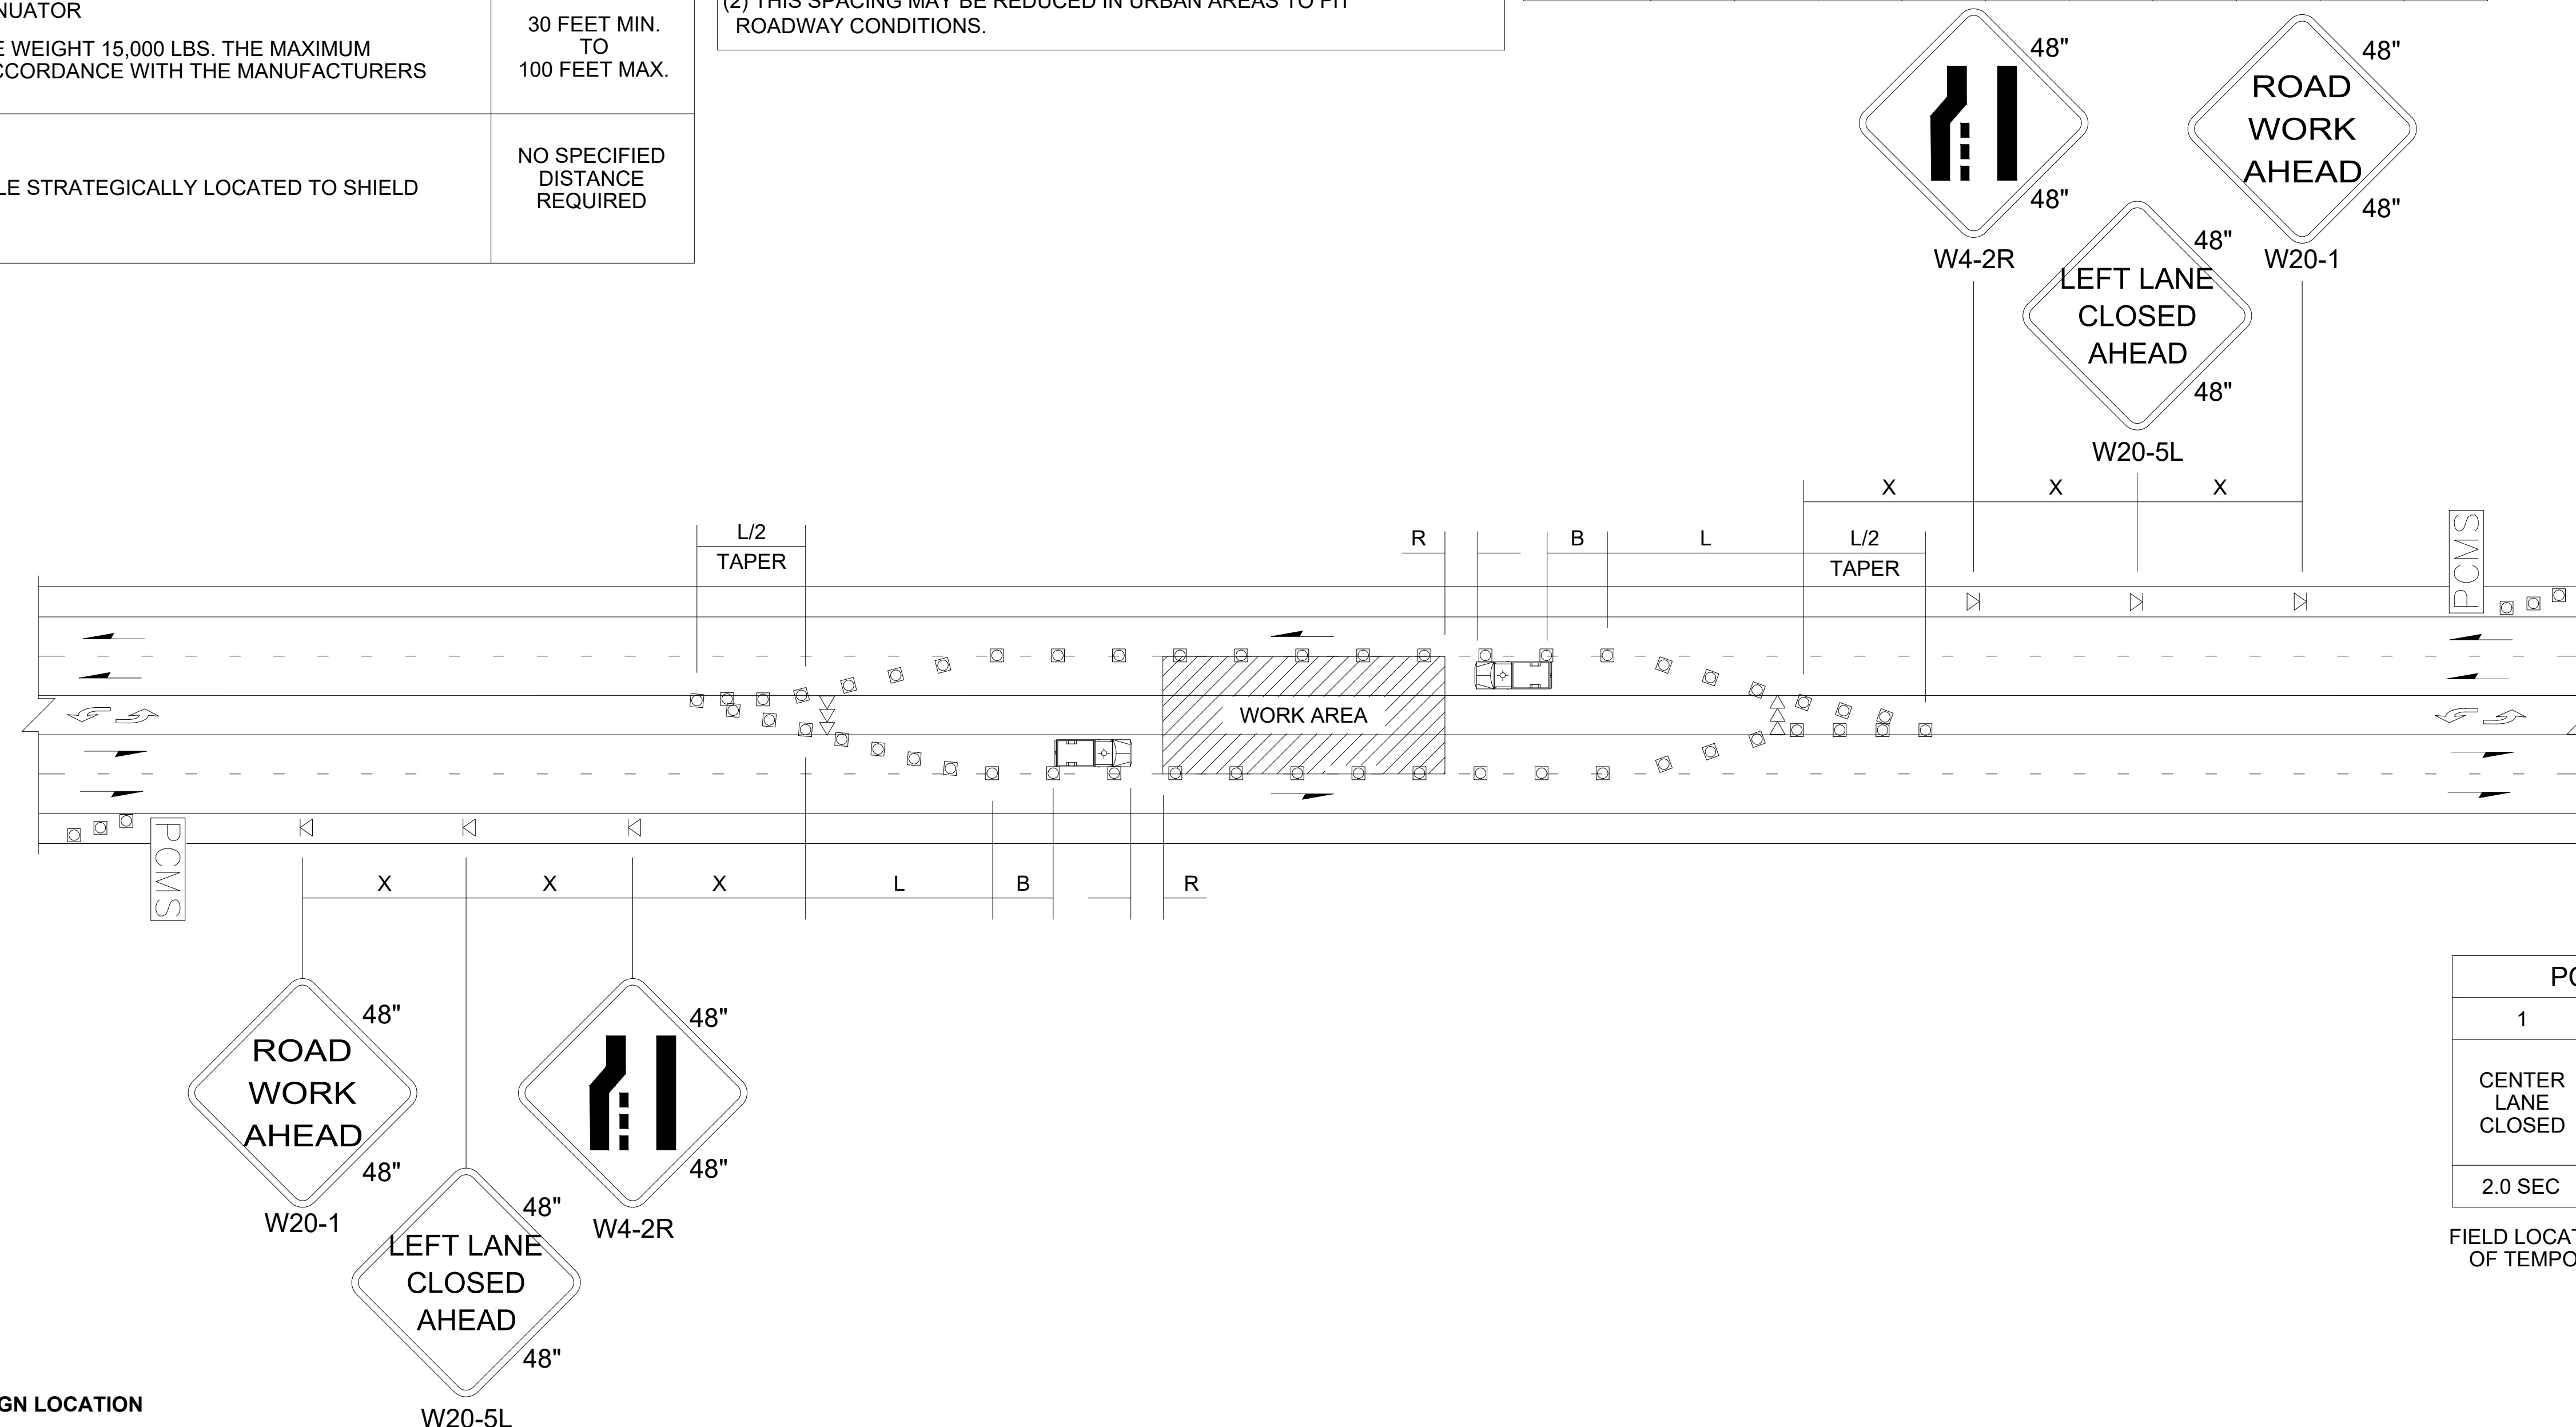 NUATOR
E WEIGHT 15,000 LBS. THE MAXIMUM
CCORDANCE WITH THE MANUFACTURERS
30 FEET MIN.
TO
100 FEET MAX.
LE STRATEGICALLY LOCATED TO SHIELD
NO SPECIFIED
DISTANCE
REQUIRED
(2) THIS SPACING MAY BE REDUCED IN URBAN AREAS TO FIT
ROADWAY CONDITIONS.
48"
48"
W4-2R
ROAD
WORK
AHEAD
48"
48"
W20-1
LEFT LANE
CLOSED
AHEAD
48"
48"
W20-5L
X
X
X
L/2
TAPER
R
B
L
L/2
TAPER
PCMS
WORK AREA
PCMS
X
X
X
L
B
R
ROAD
WORK
AHEAD
48"
48"
W20-1
LEFT LANE
CLOSED
AHEAD
48"
48"
W20-5L
48"
48"
W4-2R
PC
1
CENTER
LANE
CLOSED
2.0 SEC
FIELD LOCAT
OF TEMPO
GN LOCATION